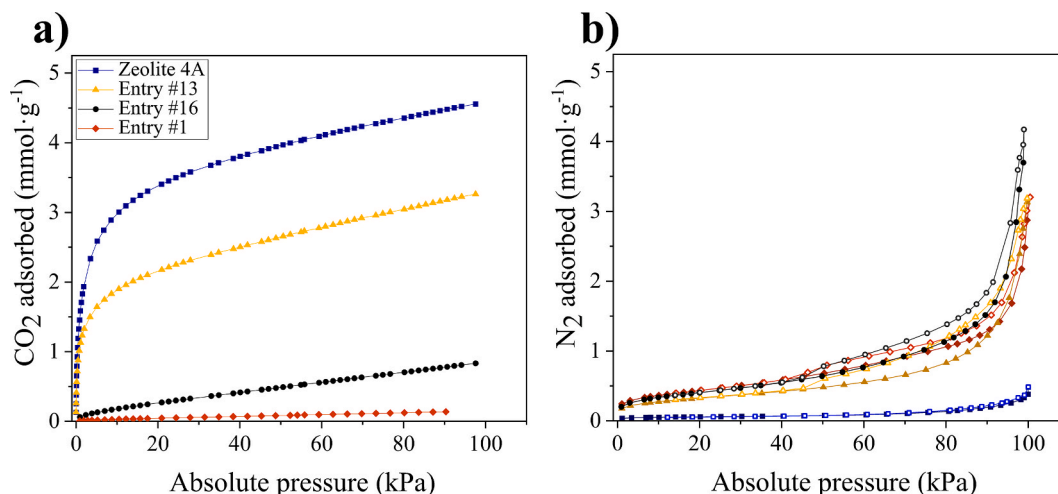 a)
CO₂ adsorbed (mmol·g⁻¹)
5
4
3
2
1
0
Zeolite 4A
Entry #13
Entry #16
Entry #1
0 20 40 60 80 100
Absolute pressure (kPa)
b)
N₂ adsorbed (mmol·g⁻¹)
5
4
3
2
1
0
0 20 40 60 80 100
Absolute pressure (kPa)